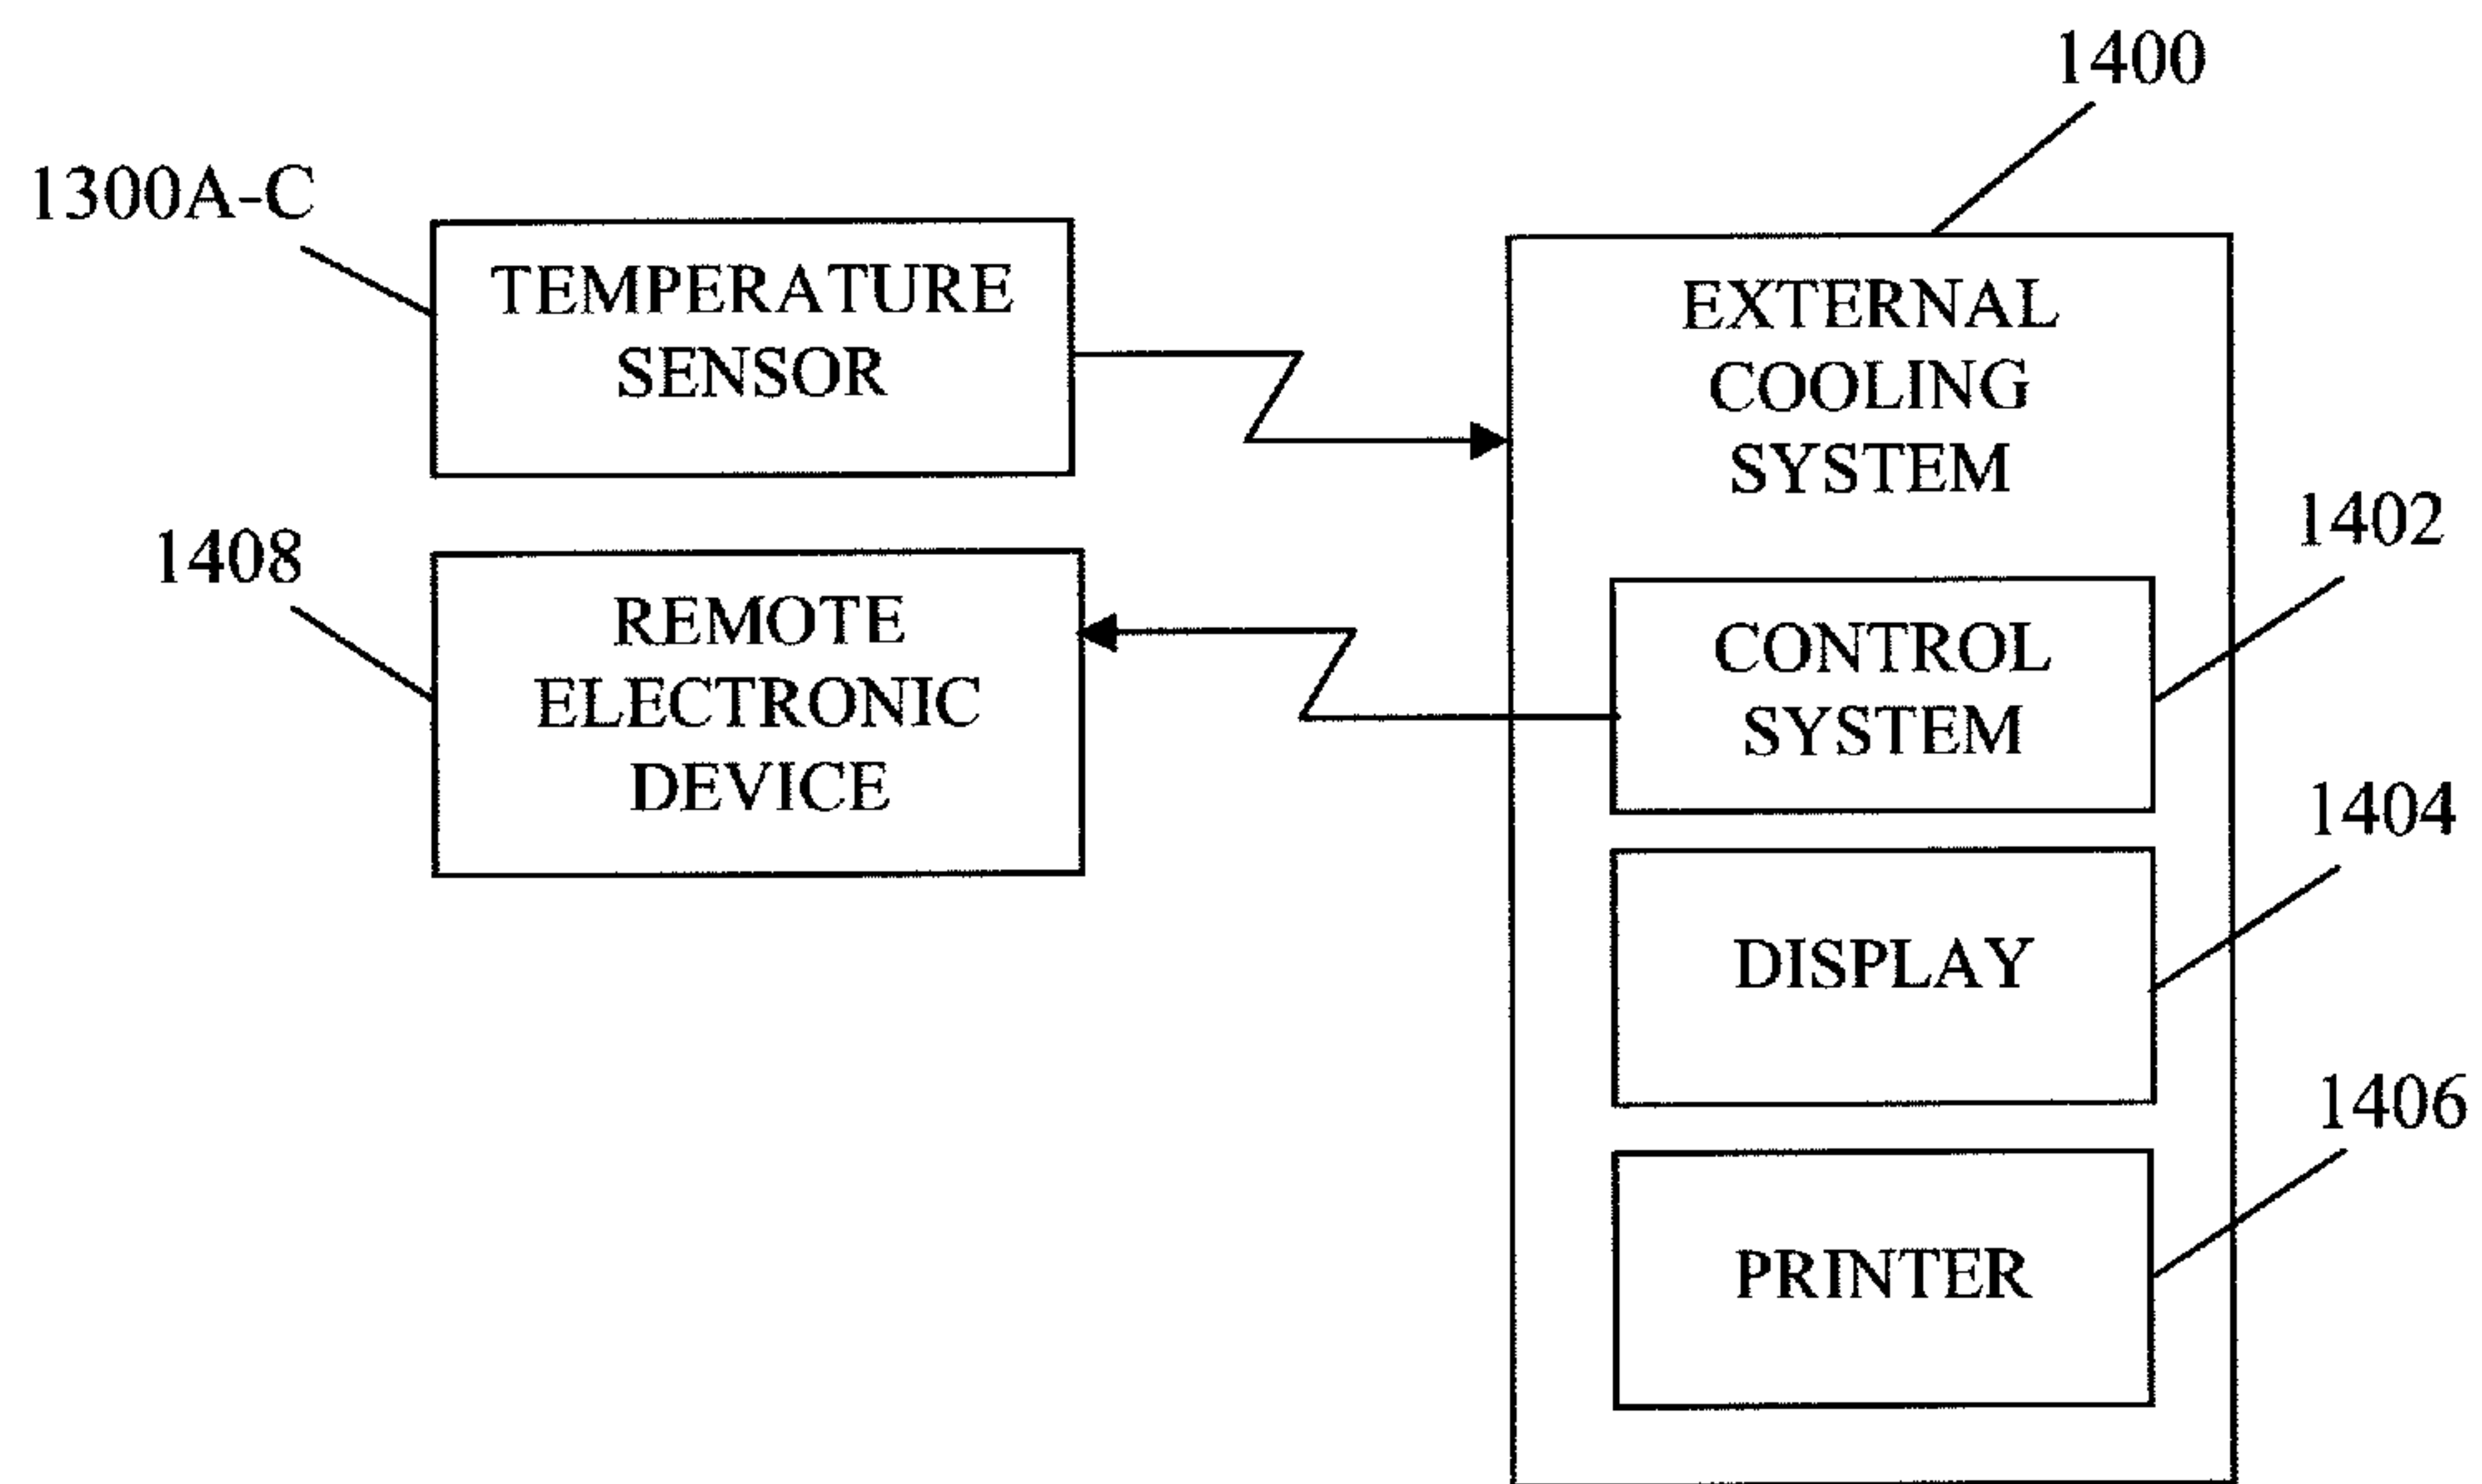 1400
1300A-C
TEMPERATURE
SENSOR
EXTERNAL
COOLING
SYSTEM
1408
REMOTE
ELECTRONIC
DEVICE
1402
CONTROL
SYSTEM
1404
DISPLAY
1406
PRINTER